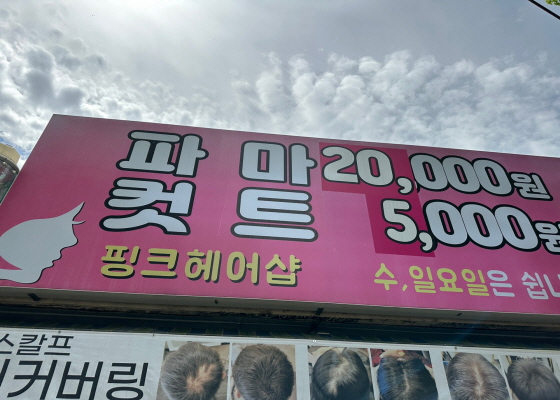 파 마 20,000원
컷 트 5,000원
핑크헤어샵
수,일요일은 쉽니
스칼프
커버링